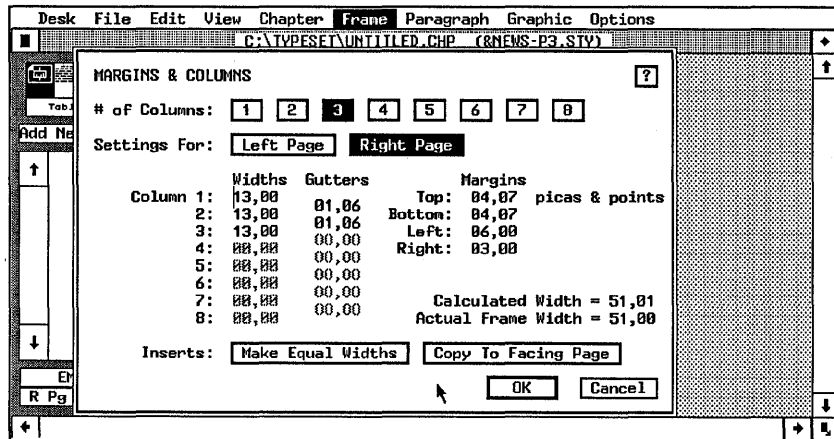 Desk File Edit View Chapter Frame Paragraph Graphic Options
C:\TYPESET\UNTITLED.CHP (&NEWS-P3.STY)
MARGINS & COLUMNS ?
# of Columns: 1 2 3 4 5 6 7 8
Add Ne
Settings For: Left Page Right Page
Widths Gutters Margins
Column 1: 13,00 Top: 04,07 picas & points
01,06
2: 13,00 Bottom: 04,07
01,06
3: 13,00 Left: 06,00
00,00
4: 00,00 Right: 03,00
00,00
5: 00,00
00,00
6: 00,00
00,00
7: 00,00 Calculated Width = 51,01
00,00
8: 00,00 Actual Frame Width = 51,00
Inserts: Make Equal Widths Copy To Facing Page
R Pg
OK Cancel